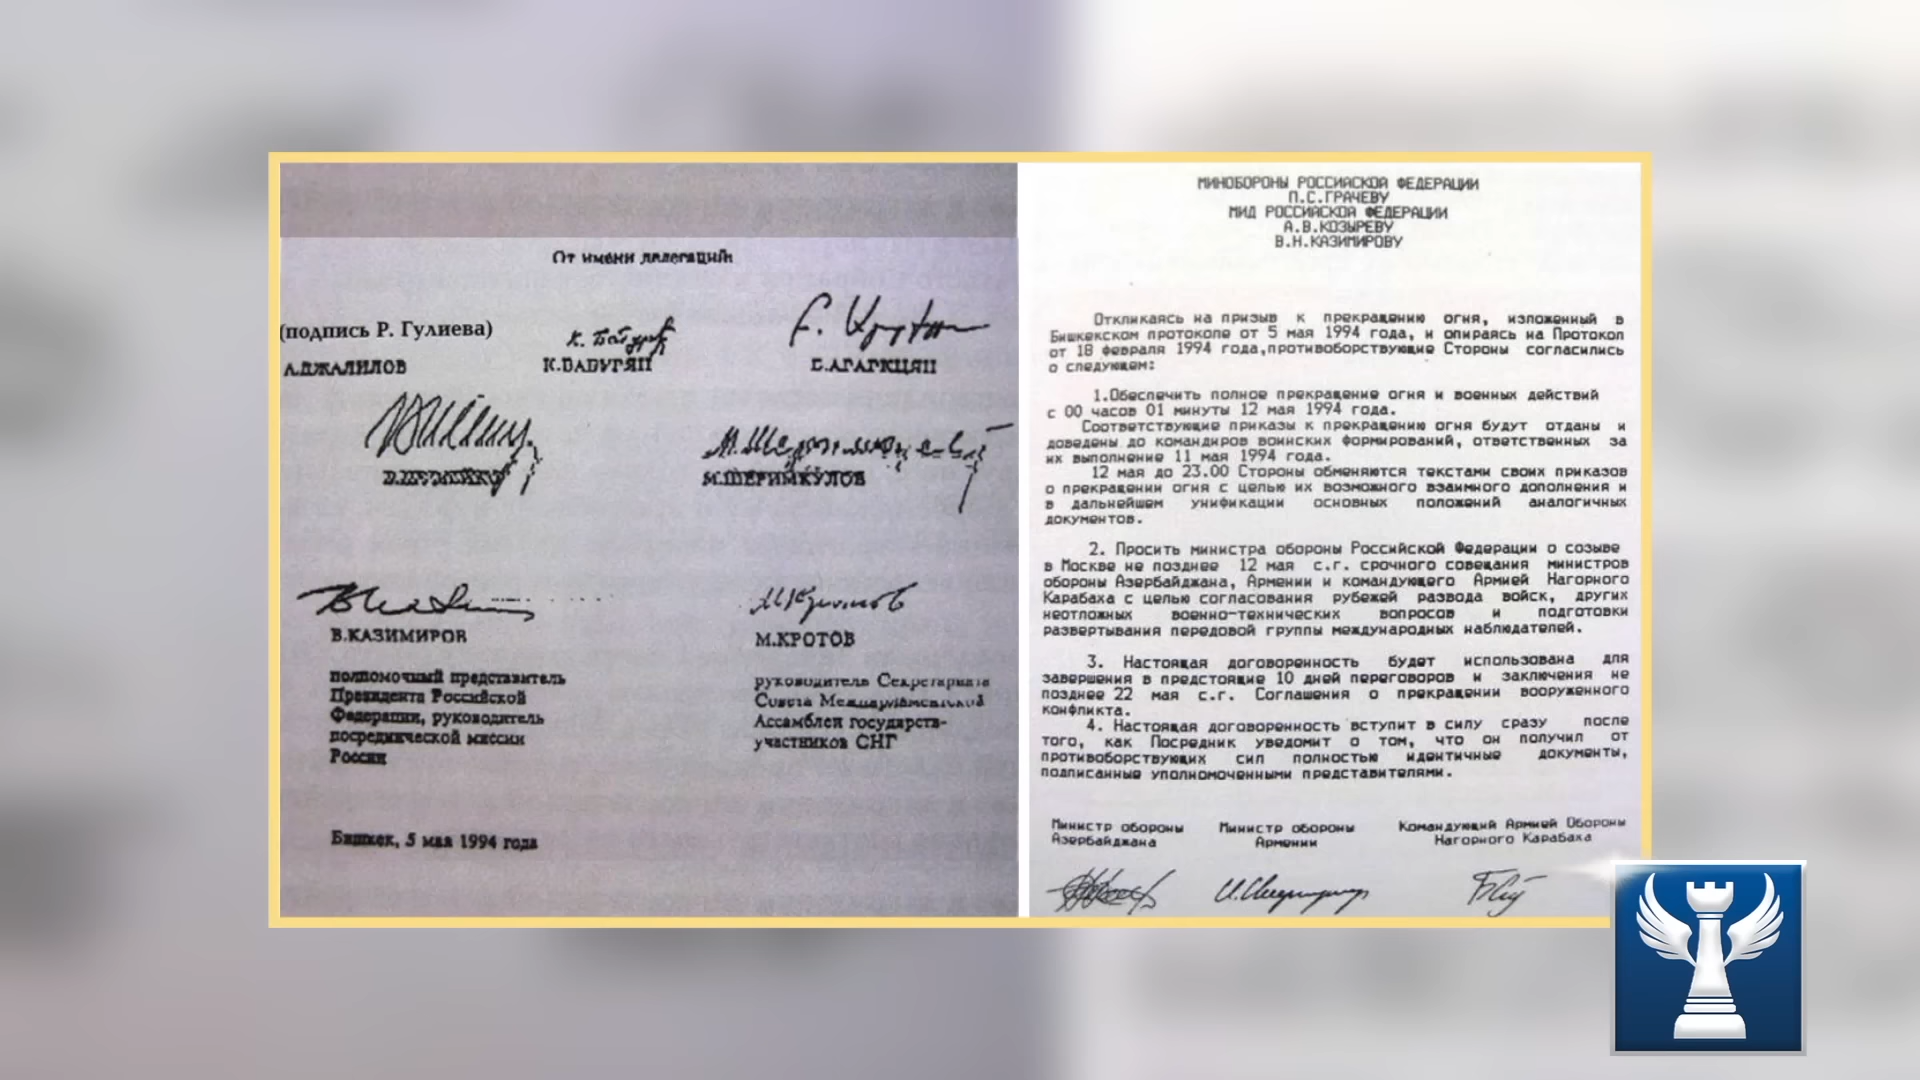 От имени делегаций:
(подпись Р. Гулиева)
К. Бабурян
А.ДЖАЛИЛОВ
К.БАБУРЯН
Б.АРАРКЦЯН
М.ШЕРИМКУЛОВ
В.КАЗИМИРОВ
полномочный представитель
Президента Российской
Федерации, руководитель
посреднической миссии
России
М.КРОТОВ
руководитель Секретариата
Совета Межпарламентской
Ассамблеи государств-
участников СНГ
Бишкек, 5 мая 1994 года
МИНОБОРОНЫ РОССИЙСКОЙ ФЕДЕРАЦИИ
П.С.ГРАЧЕВУ
МИД РОССИЙСКОЙ ФЕДЕРАЦИИ
А.В.КОЗЫРЕВУ
В.Н.КАЗИМИРОВУ
Откликаясь на призыв к прекращению огня, изложенный в
Бишкекском протоколе от 5 мая 1994 года, и опираясь на Протокол
от 18 февраля 1994 года,противоборствующие Стороны согласились
о следующем:
1.Обеспечить полное прекращение огня и военных действий
с 00 часов 01 минуты 12 мая 1994 года.
Соответствующие приказы к прекращению огня будут отданы и
доведены до командиров воинских формирований, ответственных за
их выполнение 11 мая 1994 года.
12 мая до 23.00 Стороны обменяются текстами своих приказов
о прекращении огня с целью их возможного взаимного дополнения и
в дальнейшем унификации основных положений аналогичных
документов.
2. Просить министра обороны Российской Федерации о созыве
в Москве не позднее 12 мая с.г. срочного совещания министров
обороны Азербайджана, Армении и командующего Армией Нагорного
Карабаха с целью согласования рубежей развода войск, других
неотложных военно-технических вопросов и подготовки
развертывания передовой группы международных наблюдателей.
3. Настоящая договоренность будет использована для
завершения в предстоящие 10 дней переговоров и заключения не
позднее 22 мая с.г. Соглашения о прекращении вооруженного
конфликта.
4. Настоящая договоренность вступит в силу сразу после
того, как Посредник уведомит о том, что он получил от
противоборствующих сил полностью идентичные документы,
подписанные уполномоченными представителями.
Министр обороны
Азербайджана
Министр обороны
Армении
Командующий Армией Обороны
Нагорного Карабаха